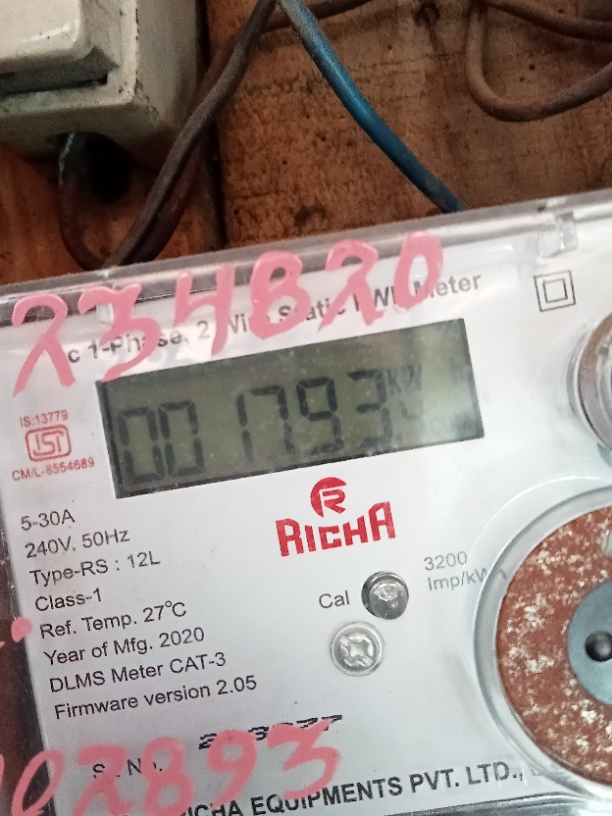 234820
1-Phase, 2 Wire Static KWh Meter
IS:13779
ISI
CM/L-8554689
001793 KW
5-30A
240V, 50Hz
Type-RS : 12L
Class-1
Ref. Temp. 27°C
Year of Mfg. 2020
DLMS Meter CAT-3
Firmware version 2.05
R
RICHA
Cal
3200
Imp/kW
02893
RICHA EQUIPMENTS PVT. LTD.,